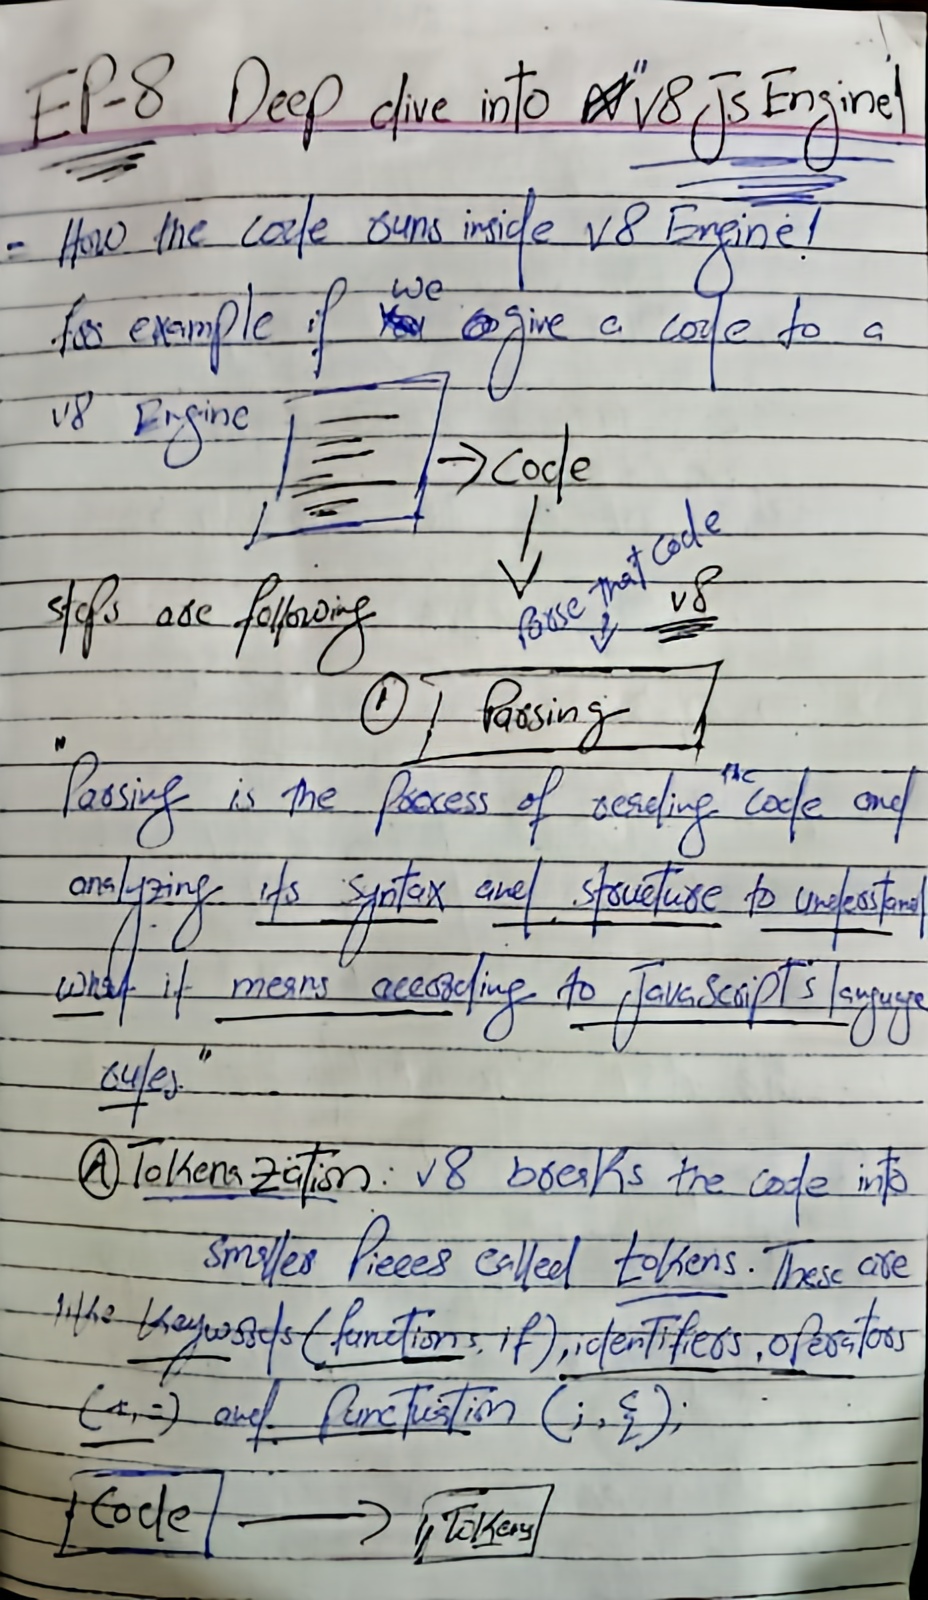 EP-8 Deep dive into "V8 Js Engine
- How the code runs inside v8 Engine!
we
for example if give a code to a
v8 Engine
→ Code
Parse that code
v8
steps are following
① Parsing
"Parsing is the process of reading the code and
analyzing its syntax and structure to understand
what it means according to JavaScript's language
rules."
Ⓐ Tokenazation: v8 breaks the code into
smaller pieces called tokens. These are
like keywords (functions, if), identifiers, operators
(+, =) and punctuation (;, {);
Code → Tokens